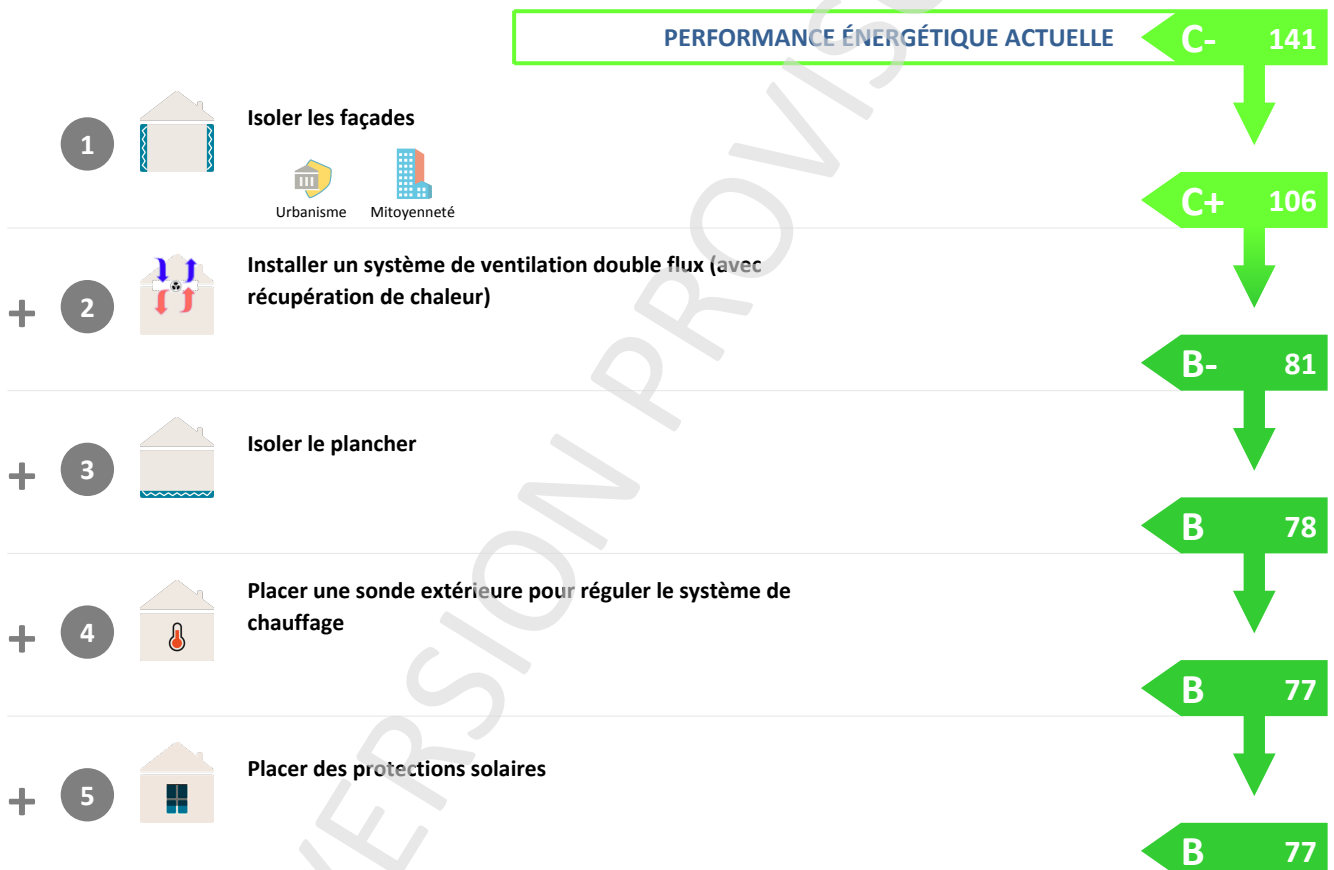 PERFORMANCE ÉNERGÉTIQUE ACTUELLE C- 141
1 Isoler les façades
Urbanisme Mitoyenneté
C+ 106
+ 2 Installer un système de ventilation double flux (avec
récupération de chaleur)
B- 81
+ 3 Isoler le plancher
B 78
+ 4 Placer une sonde extérieure pour réguler le système de
chauffage
B 77
+ 5 Placer des protections solaires
B 77
VERSION PROVISO